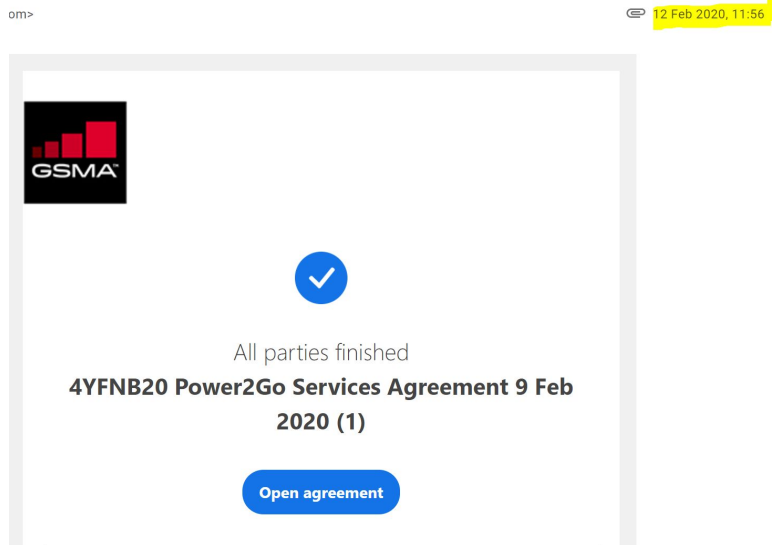 om>
12 Feb 2020, 11:56
GSMA™
All parties finished
4YFNB20 Power2Go Services Agreement 9 Feb
2020 (1)
Open agreement